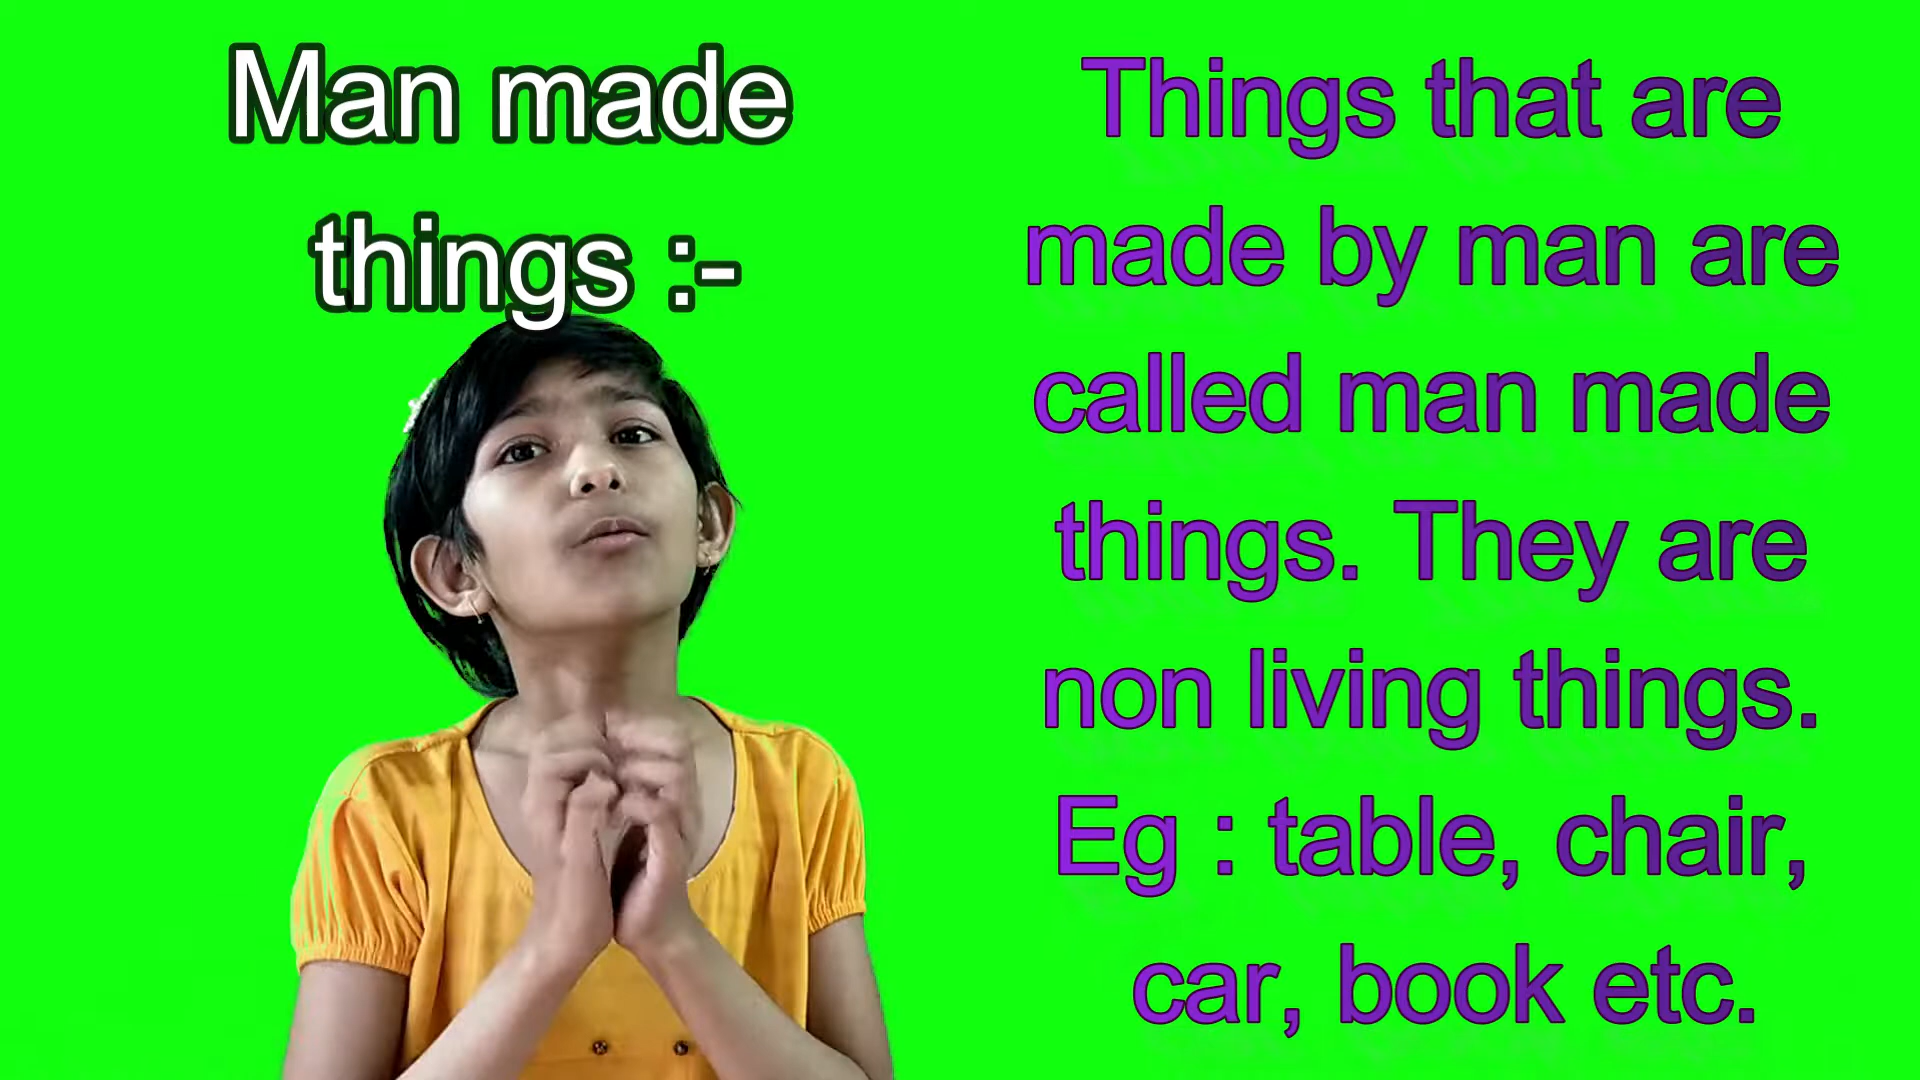 Man made
things :-
Things that are
made by man are
called man made
things. They are
non living things.
Eg : table, chair,
car, book etc.